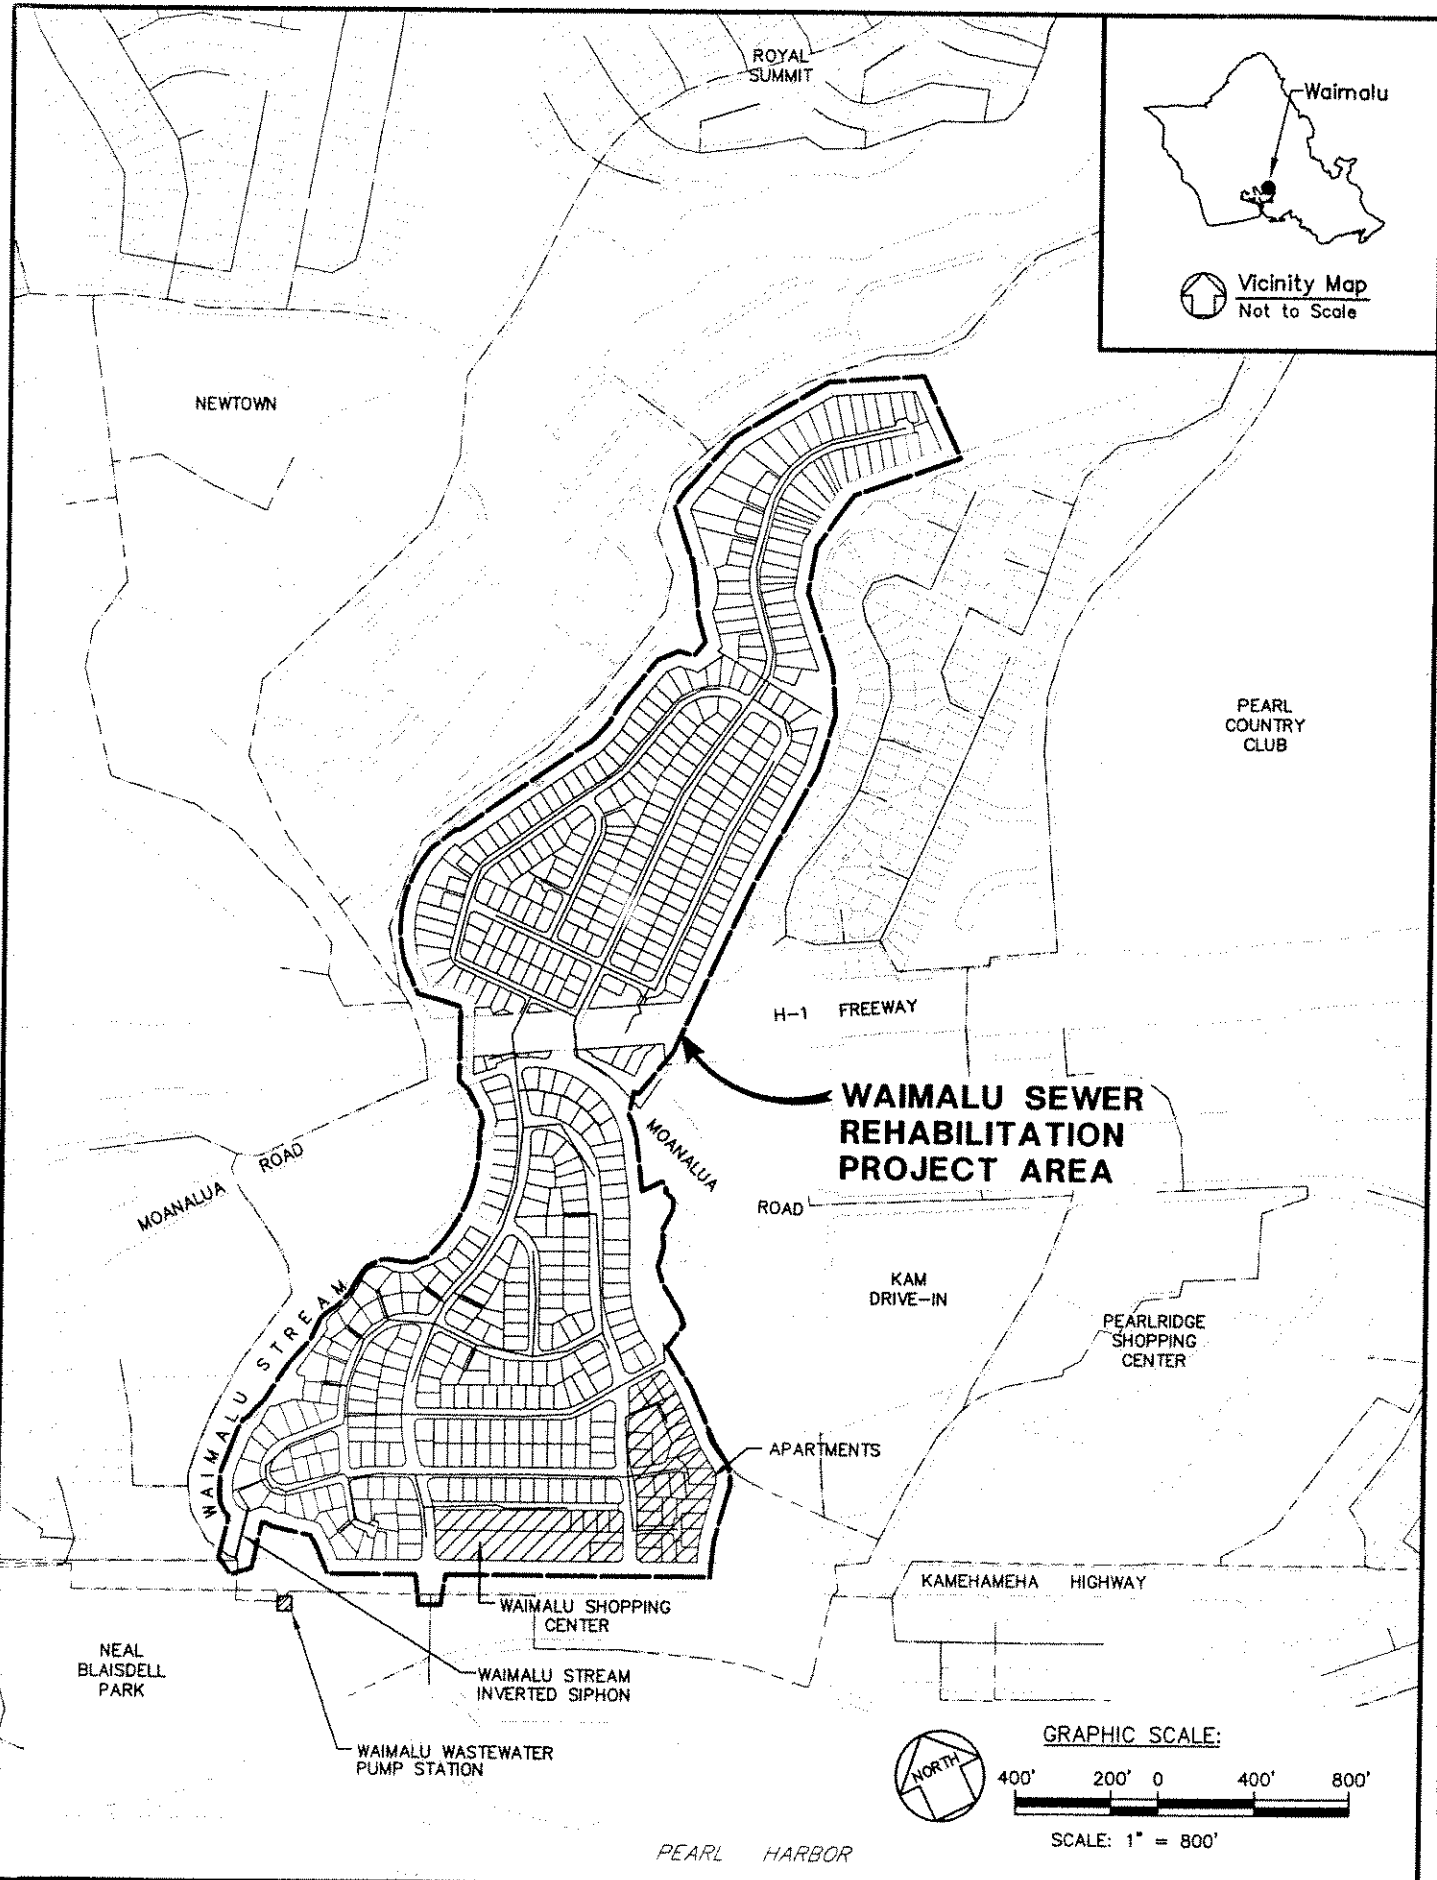 ROYAL
SUMMIT
Waimalu
Vicinity Map
Not to Scale
NEWTOWN
PEARL
COUNTRY
CLUB
H-1 FREEWAY
WAIMALU SEWER
REHABILITATION
PROJECT AREA
MOANALUA ROAD
MOANALUA
ROAD
KAM
DRIVE-IN
PEARLRIDGE
SHOPPING
CENTER
WAIMALU STREAM
APARTMENTS
KAMEHAMEHA HIGHWAY
WAIMALU SHOPPING
CENTER
NEAL
BLAISDELL
PARK
WAIMALU STREAM
INVERTED SIPHON
WAIMALU WASTEWATER
PUMP STATION
NORTH
GRAPHIC SCALE:
400' 200' 0 400' 800'
SCALE: 1" = 800'
PEARL HARBOR